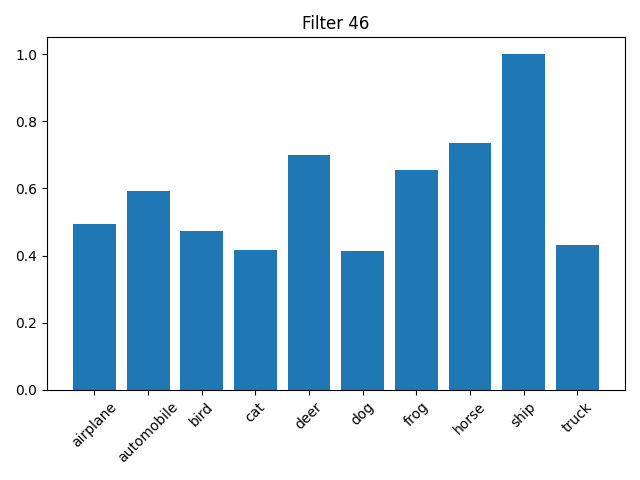 Filter 46
1.0
0.8
0.6
0.4
0.2
0.0
airplane
automobile
bird
cat
deer
dog
frog
horse
ship
truck